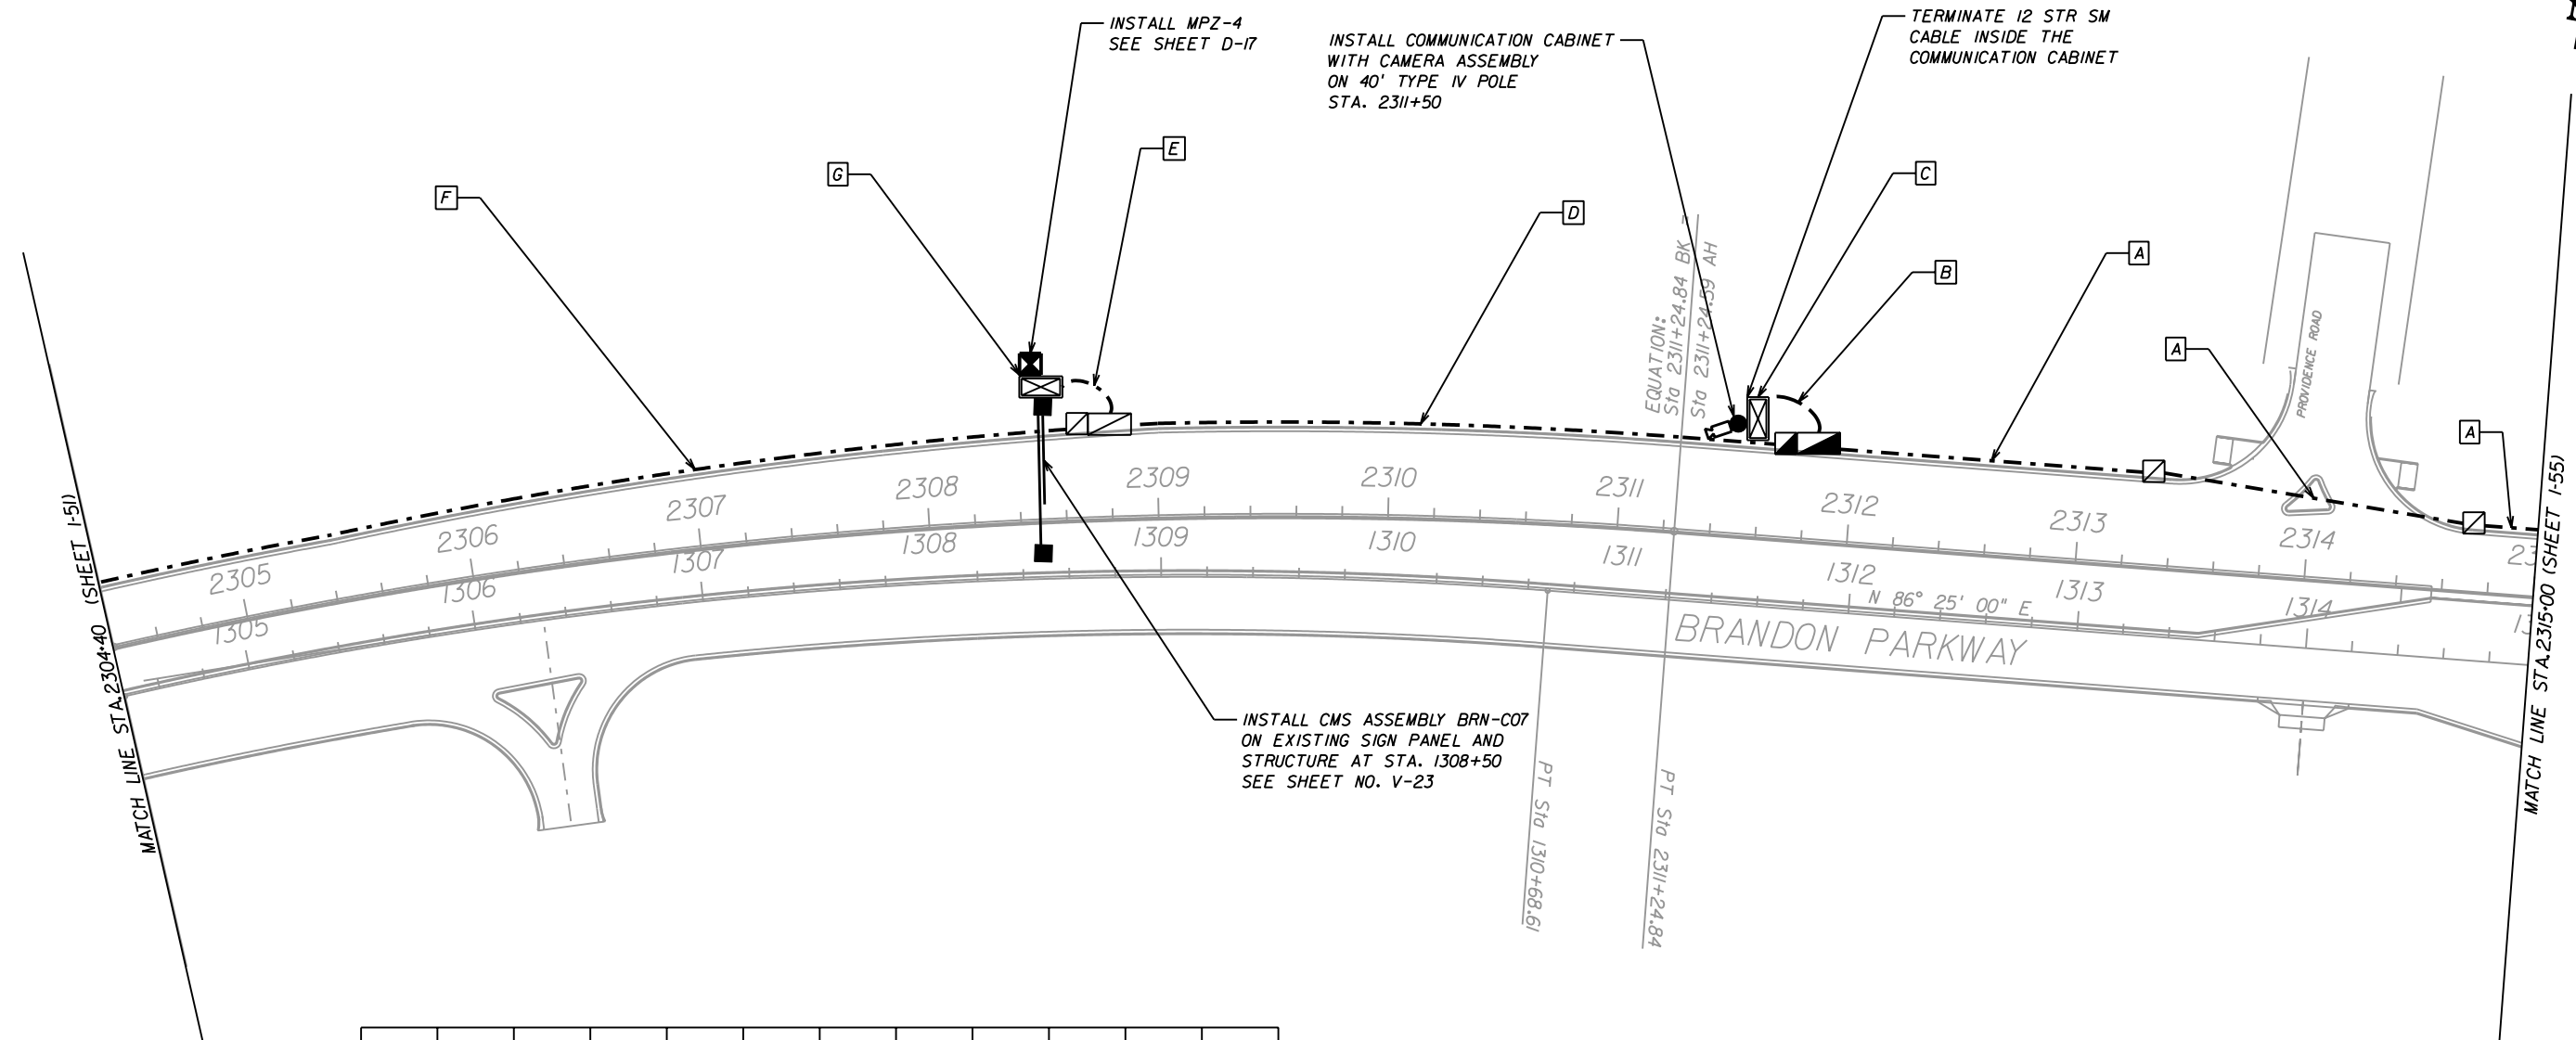 INSTALL MPZ-4
SEE SHEET D-17
INSTALL COMMUNICATION CABINET
WITH CAMERA ASSEMBLY
ON 40' TYPE IV POLE
STA. 2311+50
TERMINATE 12 STR SM
CABLE INSIDE THE
COMMUNICATION CABINET
F
G
E
D
C
B
A
A
A
EQUATION:
Sta 2311+24.84 BK =
Sta 2311+24.59 AH
PROVIDENCE ROAD
MATCH LINE STA.2304+40 (SHEET I-51)
MATCH LINE STA.2315+00 (SHEET I-55)
2305
2306
2307
2308
2309
2310
2311
2312
2313
2314
23
1305
1306
1307
1308
1309
1310
1311
1312
1313
1314
13
N 86° 25' 00" E
BRANDON PARKWAY
INSTALL CMS ASSEMBLY BRN-C07
ON EXISTING SIGN PANEL AND
STRUCTURE AT STA. 1308+50
SEE SHEET NO. V-23
PT Sta 1310+68.61
PT Sta 2311+24.84